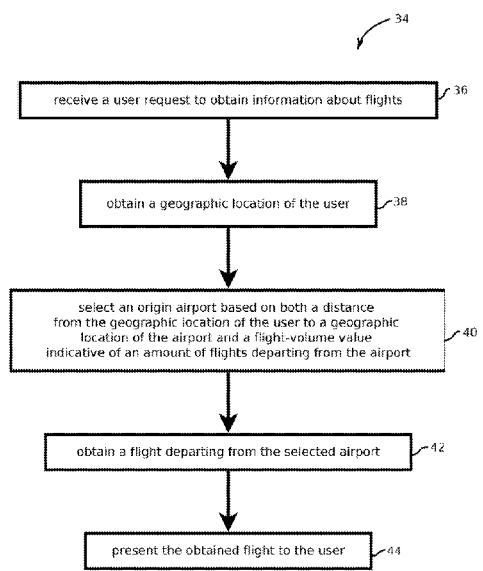 34
receive a user request to obtain information about flights
36
obtain a geographic location of the user
38
select an origin airport based on both a distance
from the geographic location of the user to a geographic
location of the airport and a flight-volume value
indicative of an amount of flights departing from the airport
40
obtain a flight departing from the selected airport
42
present the obtained flight to the user
44